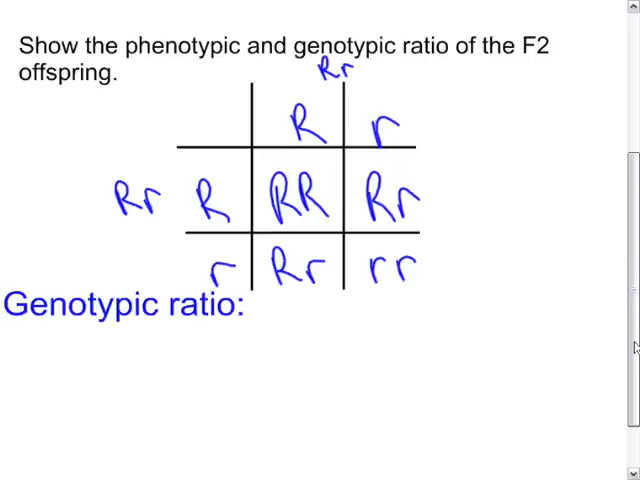 Show the phenotypic and genotypic ratio of the F2
offspring.
Rr
R r
Rr R RR Rr
r Rr rr
Genotypic ratio: